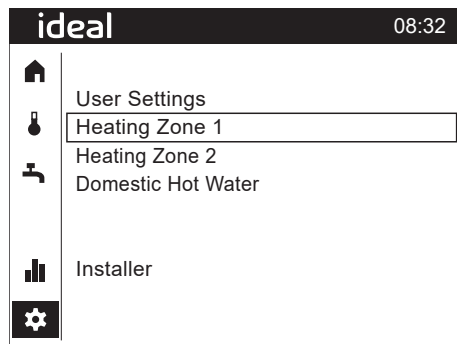 ideal 08:32
User Settings
Heating Zone 1
Heating Zone 2
Domestic Hot Water
Installer